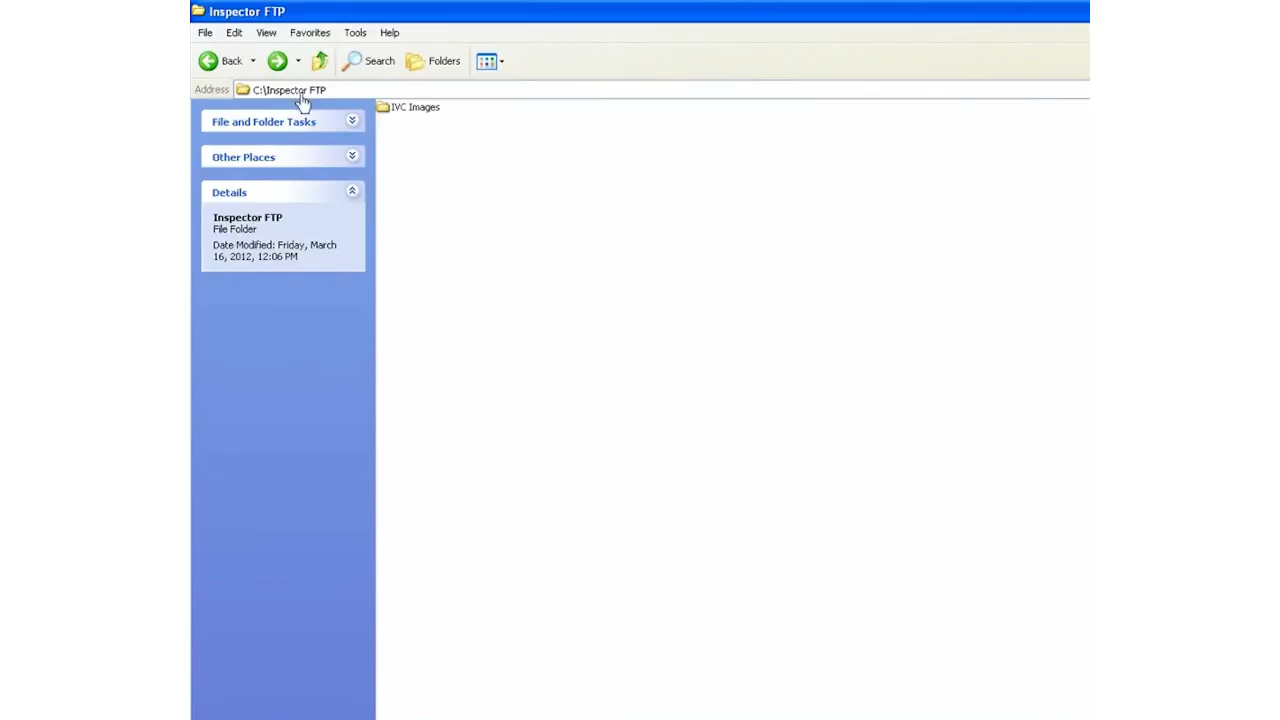 Inspector FTP
File Edit View Favorites Tools Help
Back Search Folders
Address C:\Inspector FTP
File and Folder Tasks
Other Places
Details
Inspector FTP
File Folder
Date Modified: Friday, March
16, 2012, 12:06 PM
IVC Images